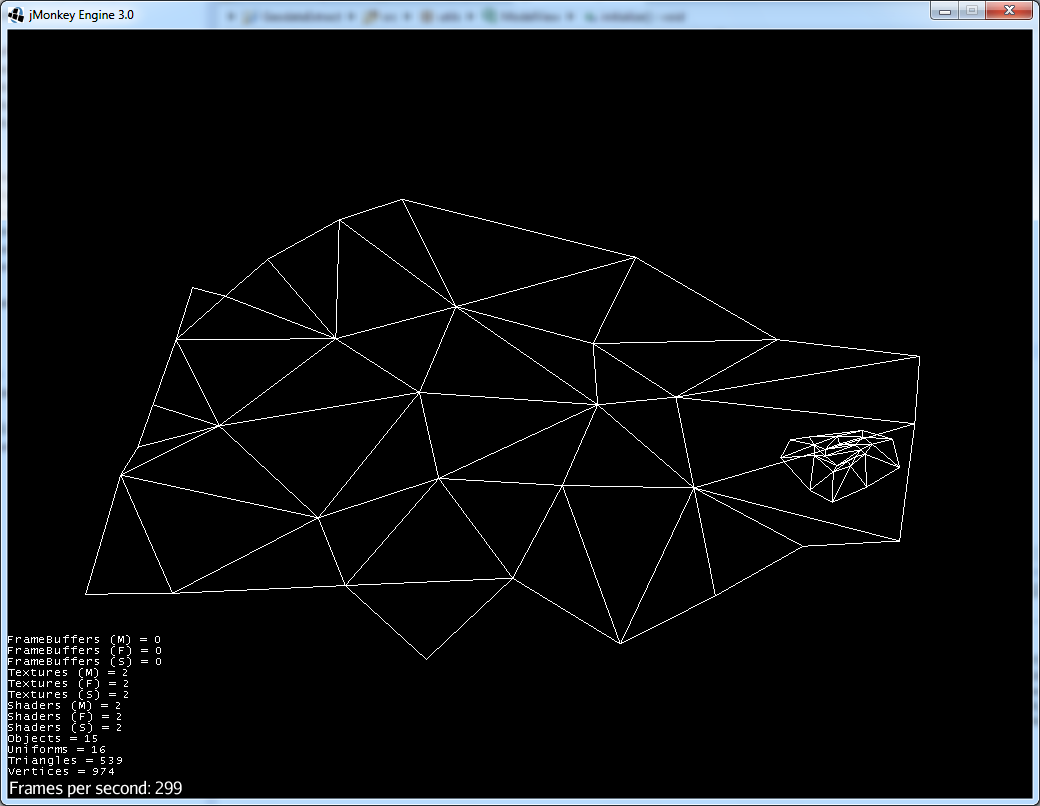 jMonkey Engine 3.0
FrameBuffers (M) = 0
FrameBuffers (F) = 0
FrameBuffers (S) = 0
Textures (M) = 2
Textures (F) = 2
Textures (S) = 2
Shaders (M) = 2
Shaders (F) = 2
Shaders (S) = 2
Objects = 15
Uniforms = 16
Triangles = 539
Vertices = 974
Frames per second: 299